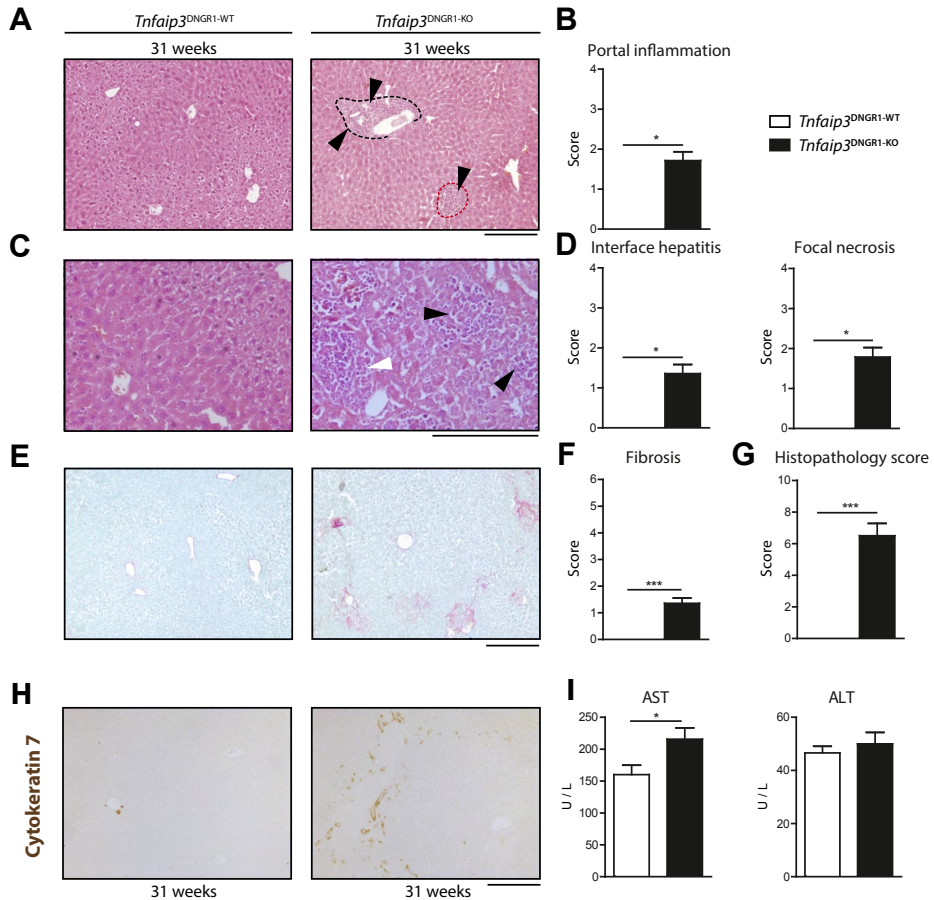 A
Tnfaip3DNGR1-WT
31 weeks
Tnfaip3DNGR1-KO
31 weeks
B
Portal inflammation
4
3
2
1
0
Score
*
Tnfaip3DNGR1-WT
Tnfaip3DNGR1-KO
C
D
Interface hepatitis
4
3
2
1
0
Score
*
Focal necrosis
4
3
2
1
0
Score
*
E
F
Fibrosis
6
5
4
3
2
1
0
Score
***
G
Histopathology score
10
8
6
4
2
0
Score
***
H
Cytokeratin 7
31 weeks
31 weeks
I
AST
250
200
150
100
50
0
U / L
*
ALT
60
40
20
0
U / L